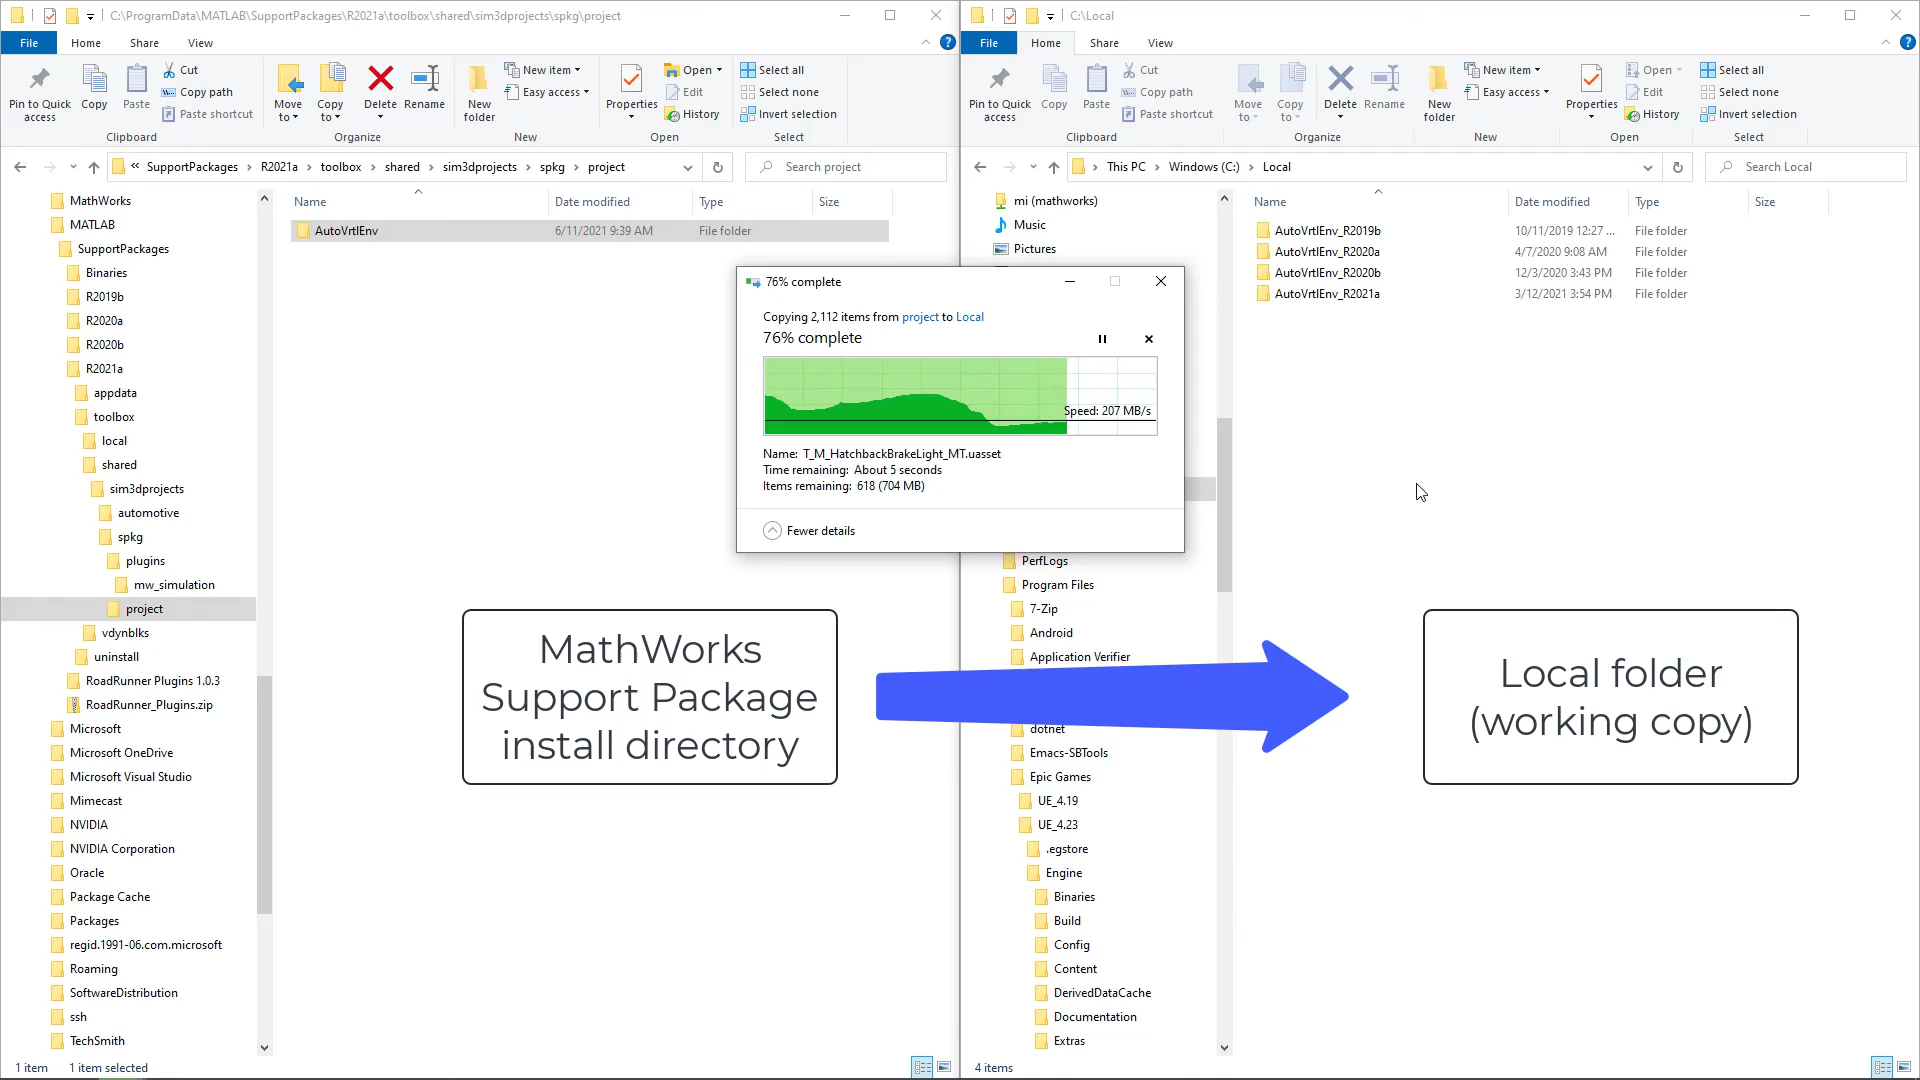 C:\ProgramData\MATLAB\SupportPackages\R2021a\toolbox\shared\sim3dprojects\spkg\project
File Home Share View
Pin to Quick access
Copy
Paste
Cut
Copy path
Paste shortcut
Clipboard
Move to
Copy to
Delete
Rename
Organize
New folder
New item
Easy access
New
Properties
Open
Edit
History
Open
Select all
Select none
Invert selection
Select
« SupportPackages › R2021a › toolbox › shared › sim3dprojects › spkg › project
Search project
MathWorks
MATLAB
SupportPackages
Binaries
R2019b
R2020a
R2020b
R2021a
appdata
toolbox
local
shared
sim3dprojects
automotive
spkg
plugins
mw_simulation
project
vdynblks
uninstall
RoadRunner Plugins 1.0.3
RoadRunner_Plugins.zip
Microsoft
Microsoft OneDrive
Microsoft Visual Studio
Mimecast
NVIDIA
NVIDIA Corporation
Oracle
Package Cache
Packages
regid.1991-06.com.microsoft
Roaming
SoftwareDistribution
ssh
TechSmith
Name Date modified Type Size
AutoVrtlEnv 6/11/2021 9:39 AM File folder
1 item 1 item selected
76% complete
Copying 2,112 items from project to Local
76% complete
Speed: 207 MB/s
Name: T_M_HatchbackBrakeLight_MT.uasset
Time remaining: About 5 seconds
Items remaining: 618 (704 MB)
Fewer details
MathWorks
Support Package
install directory
C:\Local
File Home Share View
Pin to Quick access
Copy
Paste
Cut
Copy path
Paste shortcut
Clipboard
Move to
Copy to
Delete
Rename
Organize
New folder
New item
Easy access
New
Properties
Open
Edit
History
Open
Select all
Select none
Invert selection
Select
› This PC › Windows (C:) › Local
Search Local
mi (mathworks)
Music
Pictures
PerfLogs
Program Files
7-Zip
Android
Application Verifier
dotnet
Emacs-SBTools
Epic Games
UE_4.19
UE_4.23
.egstore
Engine
Binaries
Build
Config
Content
DerivedDataCache
Documentation
Extras
Name Date modified Type Size
AutoVrtlEnv_R2019b 10/11/2019 12:27 ... File folder
AutoVrtlEnv_R2020a 4/7/2020 9:08 AM File folder
AutoVrtlEnv_R2020b 12/3/2020 3:43 PM File folder
AutoVrtlEnv_R2021a 3/12/2021 3:54 PM File folder
Local folder
(working copy)
4 items